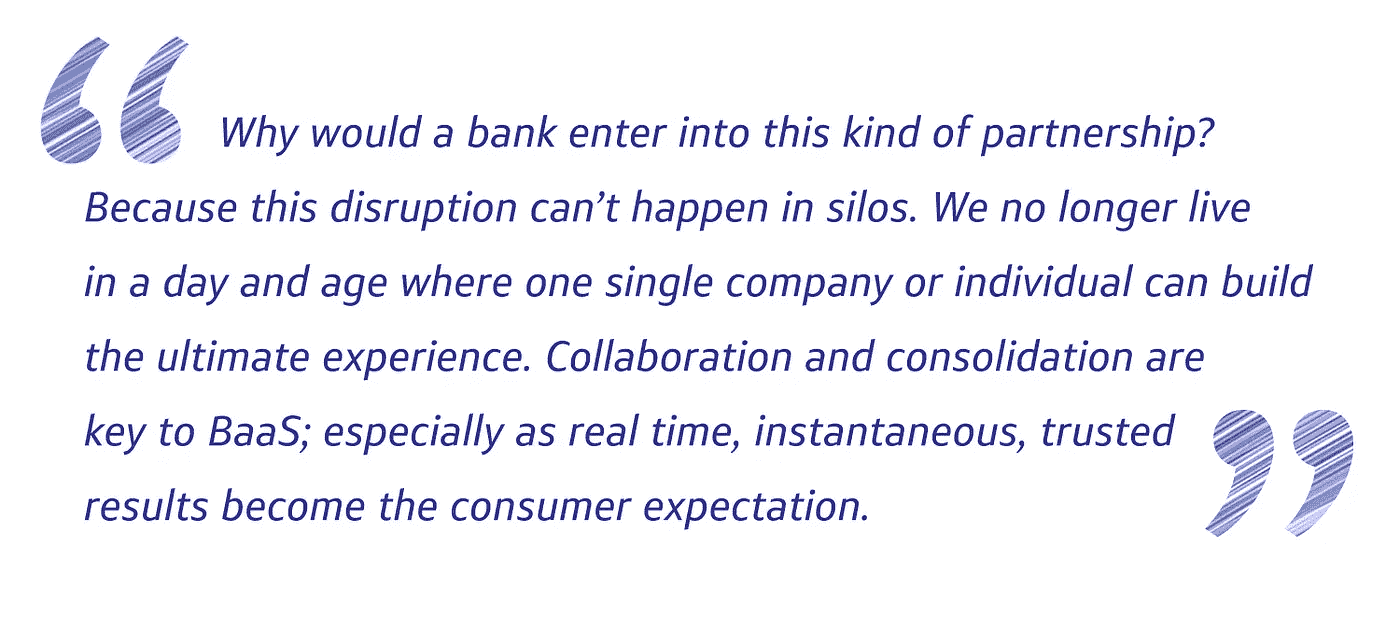 “ Why would a bank enter into this kind of partnership?
Because this disruption can’t happen in silos. We no longer live
in a day and age where one single company or individual can build
the ultimate experience. Collaboration and consolidation are
key to BaaS; especially as real time, instantaneous, trusted
results become the consumer expectation. ”